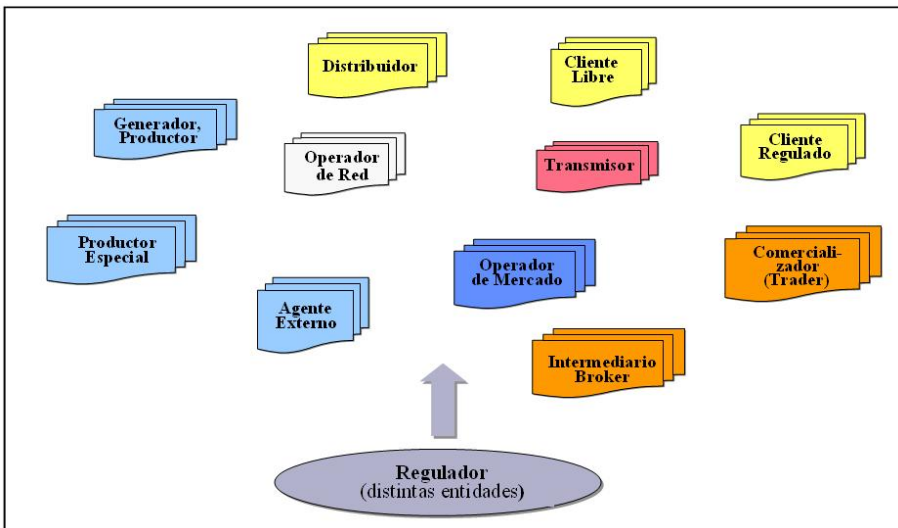 Distribuidor
Cliente
Libre
Generador,
Productor
Operador
de Red
Transmisor
Cliente
Regulado
Productor
Especial
Operador
de Mercado
Comerciali-
zador
(Trader)
Agente
Externo
Intermediario
Broker
Regulador
(distintas entidades)